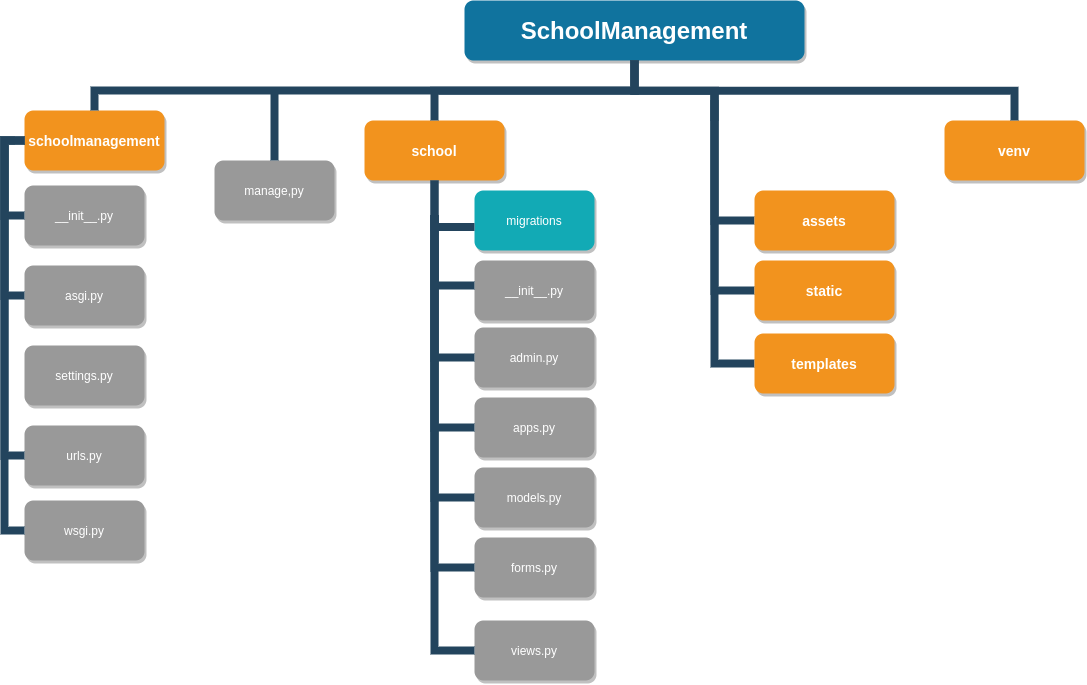 SchoolManagement
schoolmanagement
__init__.py
asgi.py
settings.py
urls.py
wsgi.py
manage,py
school
migrations
__init__.py
admin.py
apps.py
models.py
forms.py
views.py
assets
static
templates
venv